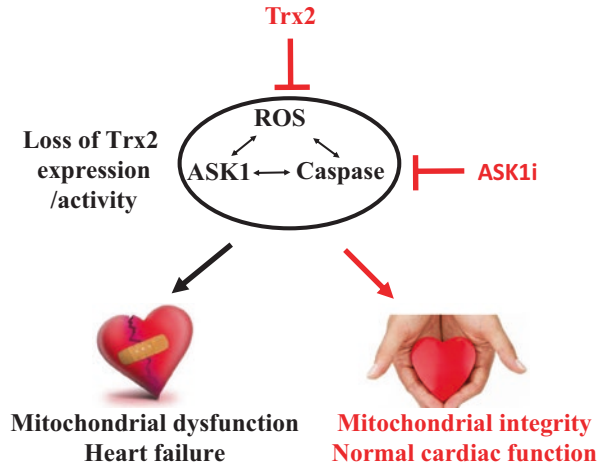 Trx2
ROS
Loss of Trx2
expression
/activity
ASK1
Caspase
ASK1i
Mitochondrial dysfunction
Heart failure
Mitochondrial integrity
Normal cardiac function